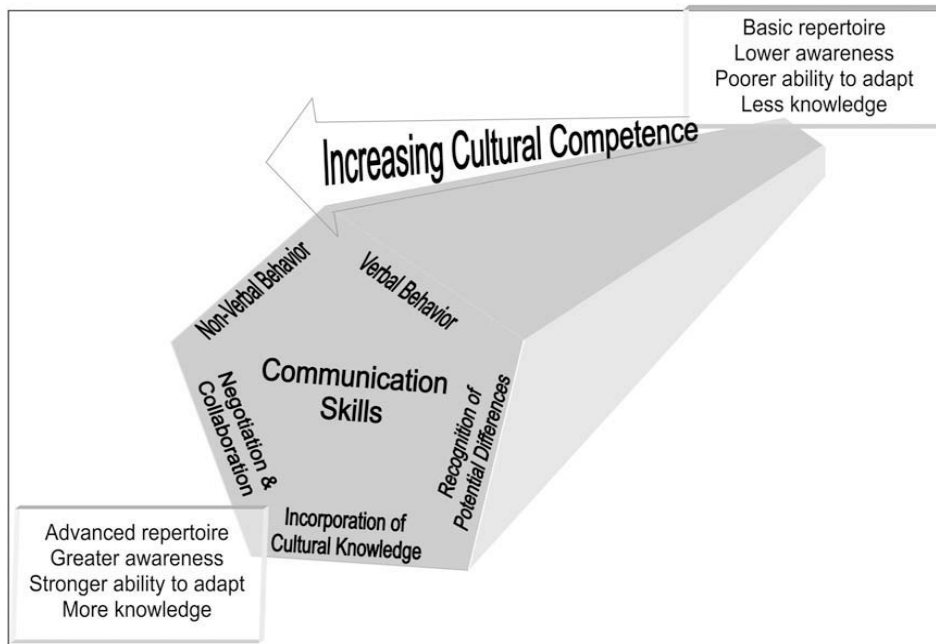 Basic repertoire
Lower awareness
Poorer ability to adapt
Less knowledge
Increasing Cultural Competence
Non-Verbal Behavior
Verbal Behavior
Communication
Skills
Negotiation &
Collaboration
Recognition of
Potential Differences
Incorporation of
Cultural Knowledge
Advanced repertoire
Greater awareness
Stronger ability to adapt
More knowledge